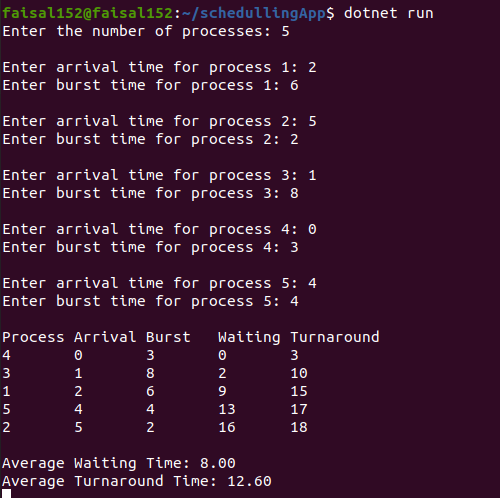 faisal152@faisal152:~/schedullingApp$ dotnet run
Enter the number of processes: 5
Enter arrival time for process 1: 2
Enter burst time for process 1: 6
Enter arrival time for process 2: 5
Enter burst time for process 2: 2
Enter arrival time for process 3: 1
Enter burst time for process 3: 8
Enter arrival time for process 4: 0
Enter burst time for process 4: 3
Enter arrival time for process 5: 4
Enter burst time for process 5: 4
Process Arrival Burst Waiting Turnaround
4 0 3 0 3
3 1 8 2 10
1 2 6 9 15
5 4 4 13 17
2 5 2 16 18
Average Waiting Time: 8.00
Average Turnaround Time: 12.60